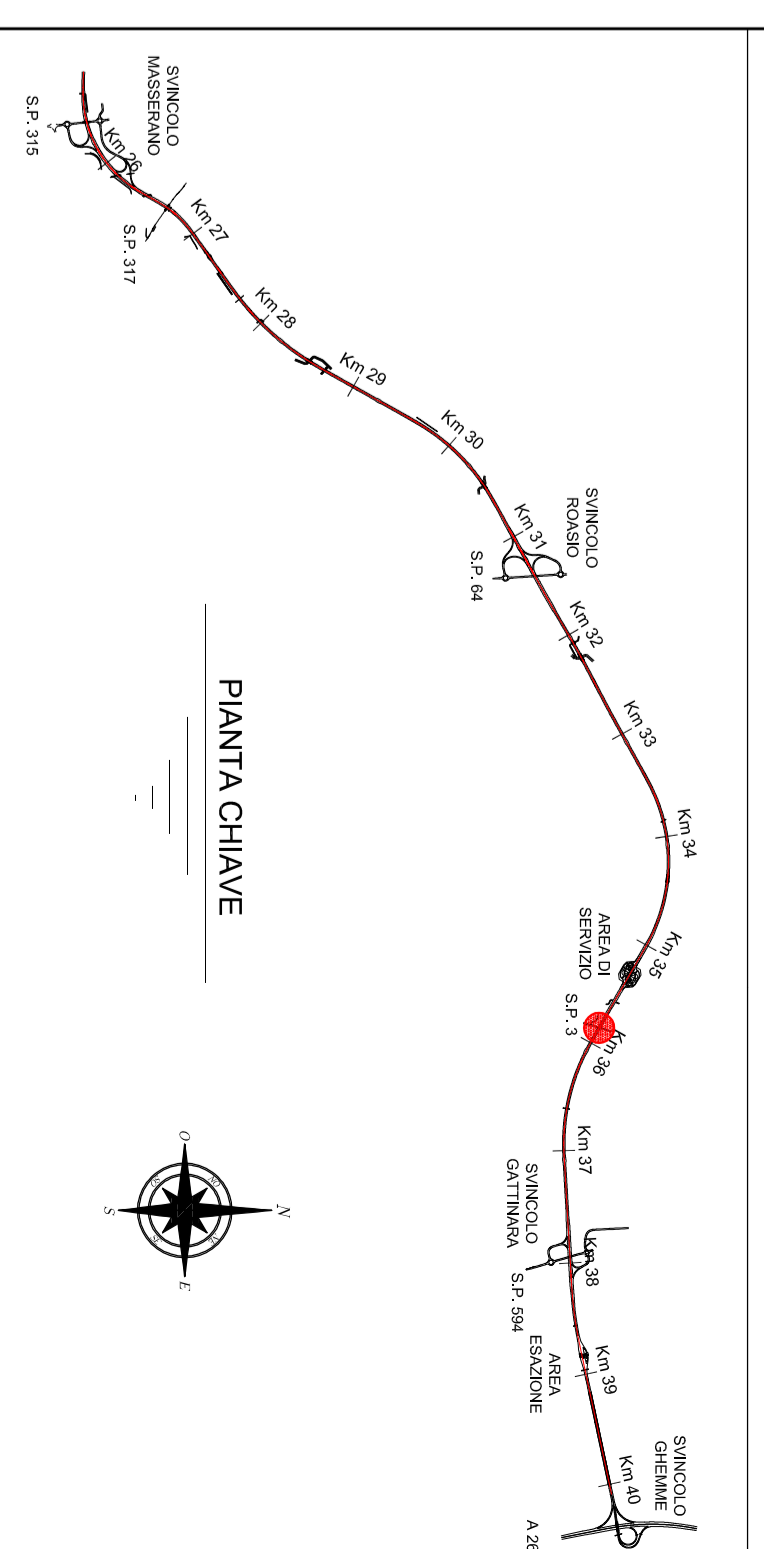 SVINCOLO
MASSERANO
S.P. 315
Km 26
S.P. 317
Km 27
Km 28
Km 29
Km 30
SVINCOLO
ROASIO
Km 31
S.P. 64
Km 32
Km 33
Km 34
Km 35
AREA DI
SERVIZIO
S.P. 3
Km 36
Km 37
SVINCOLO
GATTINARA
Km 38
S.P. 594
Km 39
AREA
ESAZIONE
Km 40
SVINCOLO
GHEMME
A 26
PIANTA CHIAVE
N
O
E
S
NO